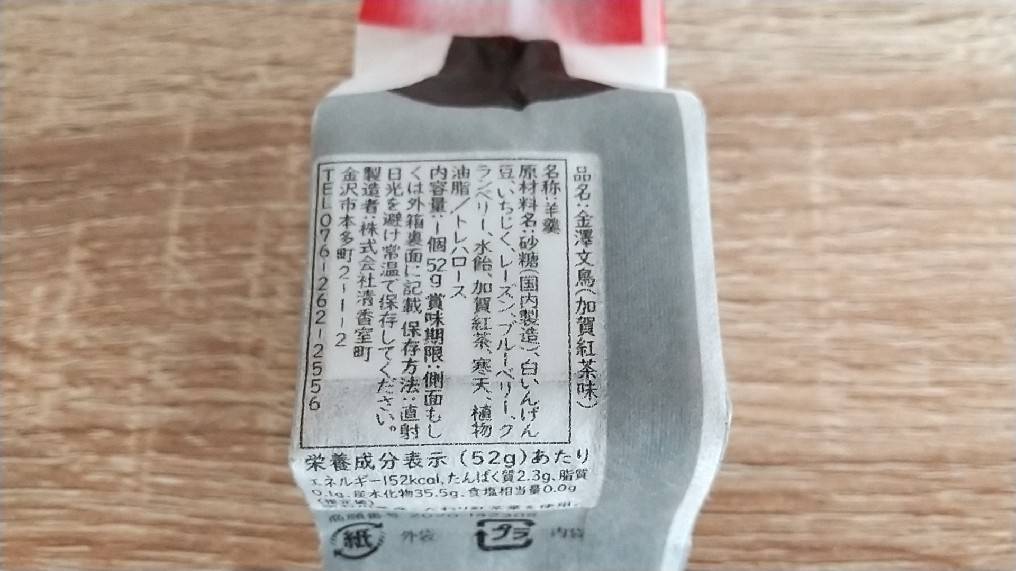 品名:金澤文鳥(加賀紅茶味)
名称:羊羹
原材料名:砂糖(国内製造)、白いんげん
豆、いちじく、レーズン、ブルーベリー、ク
ランベリー、水飴、加賀紅茶、寒天、植物
油脂/トレハロース
内容量:1個52g 賞味期限:側面もし
くは外箱裏面に記載 保存方法:直射
日光を避け常温で保存してください。
製造者:株式会社清香室町
金沢市本多町2-1-2
TEL076-262-2556
栄養成分表示(52g)あたり
エネルギー152kcal、たんぱく質2.3g、脂質
0.1g、炭水化物35.5g、食塩相当量0.0g
紙 外袋 プラ 内袋